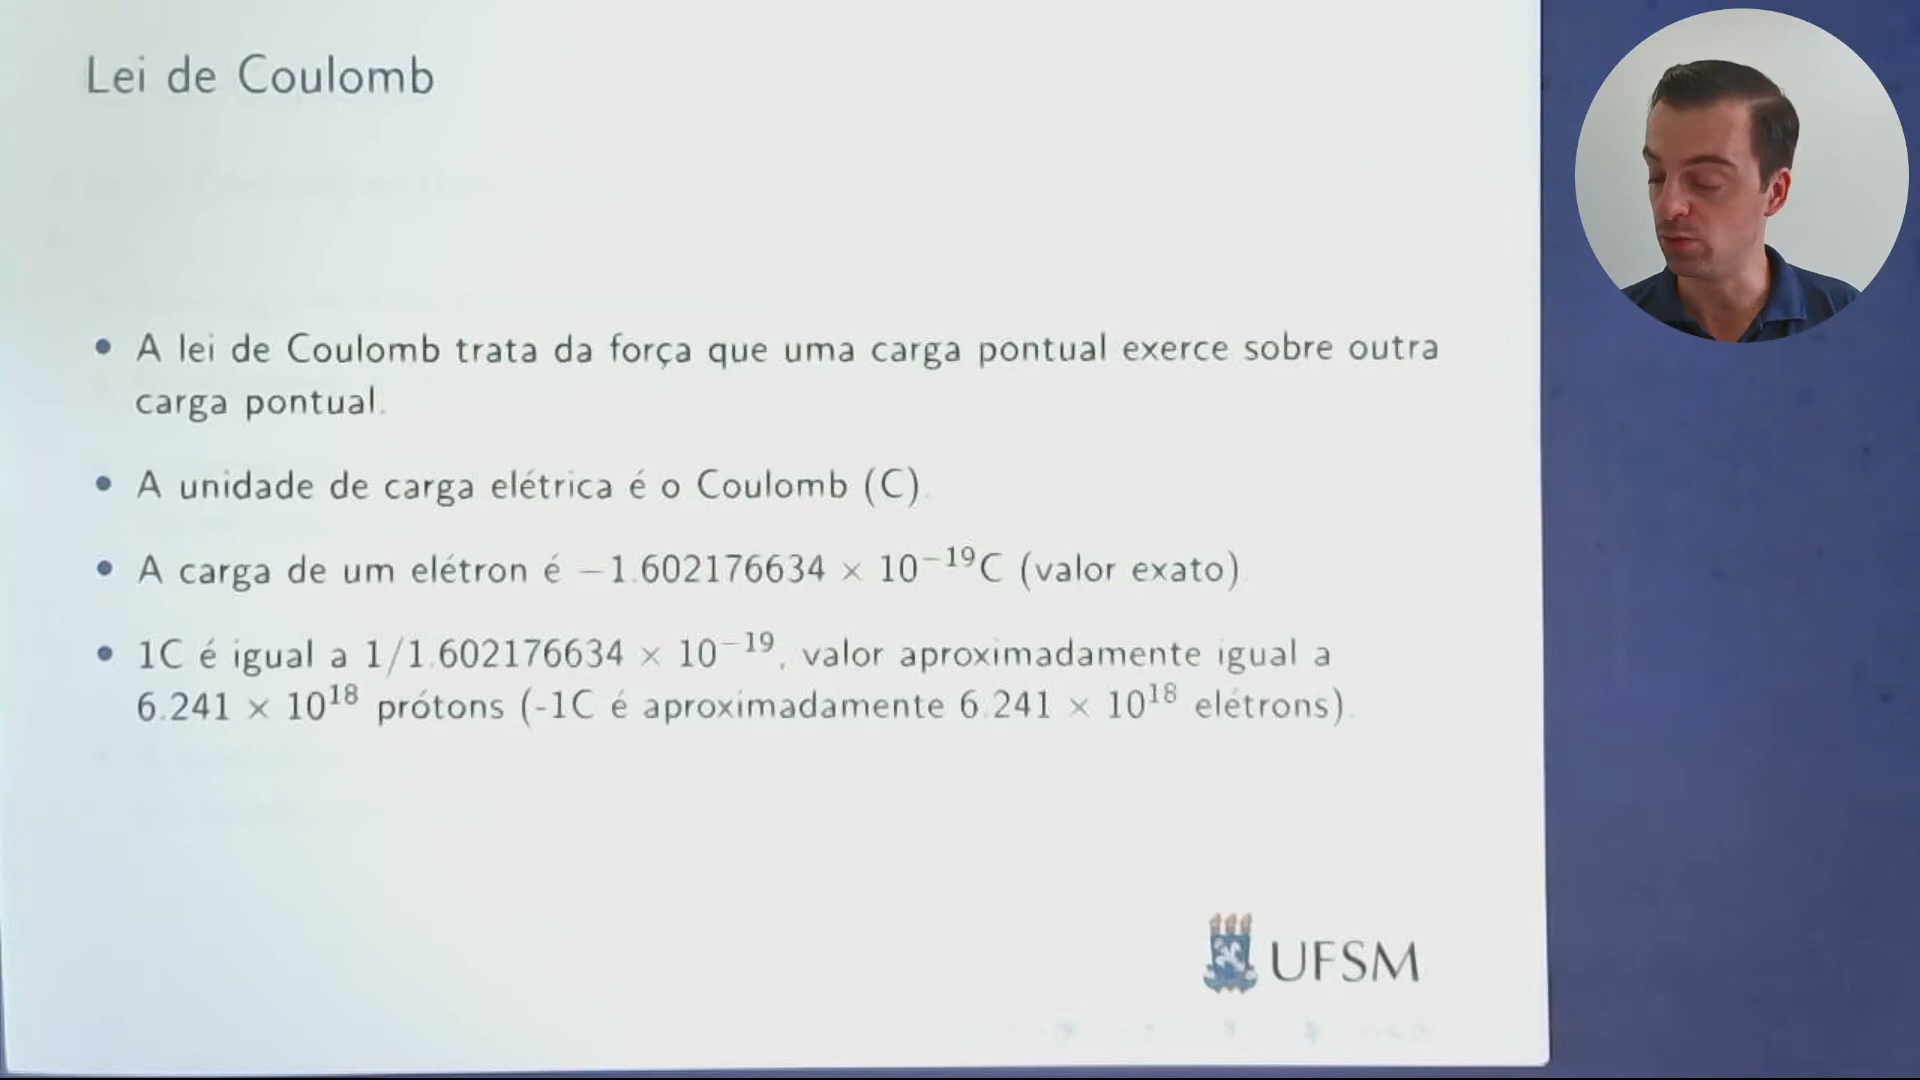 Lei de Coulomb
• A lei de Coulomb trata da força que uma carga pontual exerce sobre outra
carga pontual.
• A unidade de carga elétrica é o Coulomb (C).
• A carga de um elétron é −1.602176634 × 10⁻¹⁹C (valor exato)
• 1C é igual a 1/1.602176634 × 10⁻¹⁹, valor aproximadamente igual a
6.241 × 10¹⁸ prótons (-1C é aproximadamente 6.241 × 10¹⁸ elétrons).
UFSM